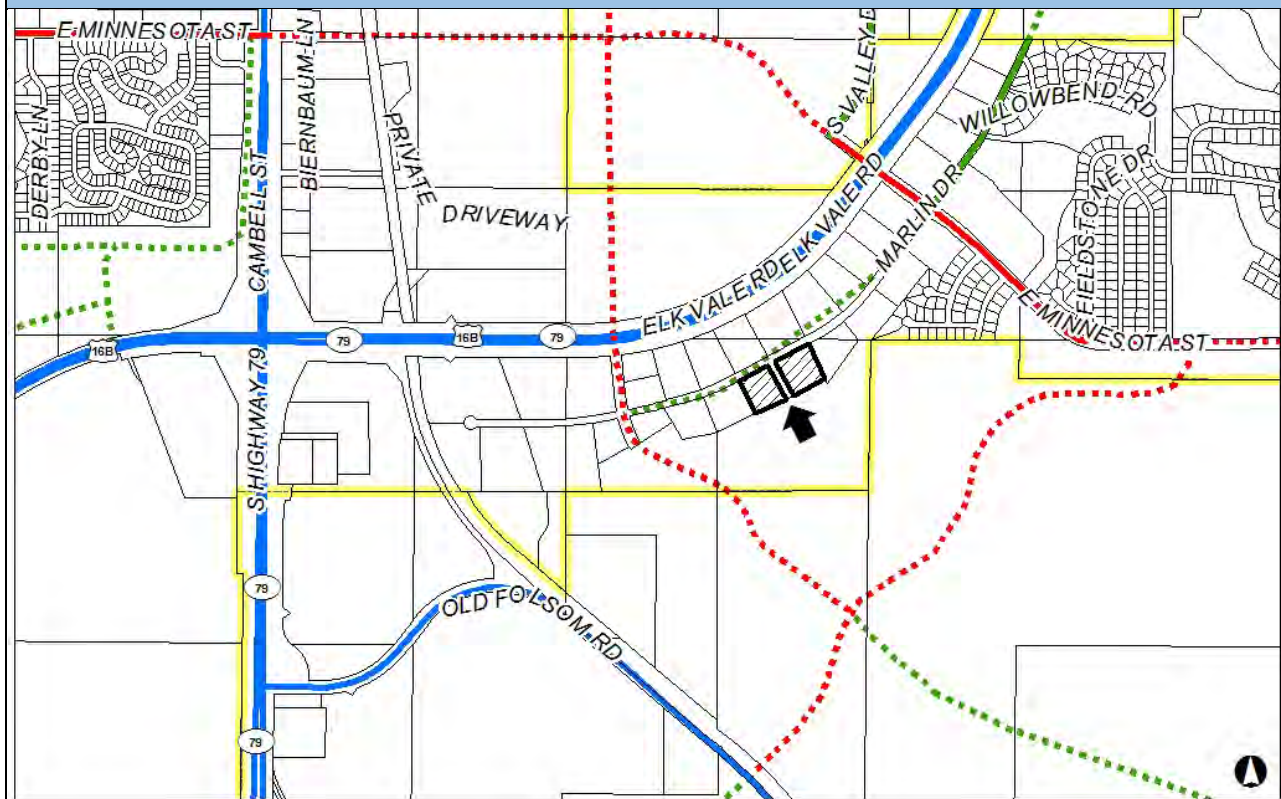 E MINNESOTA ST
DERBY LN
BIERNBAUM LN
CAMBELL ST
PRIVATE DRIVEWAY
S VALLEY D
WILLOWBEND RD
MARLIN DR
FIELDSTONE DR
ELK VALE RD
ELK VALE RD
E MINNESOTA ST
16B
79
16B
79
S HIGHWAY 79
79
OLD FOLSOM RD
79